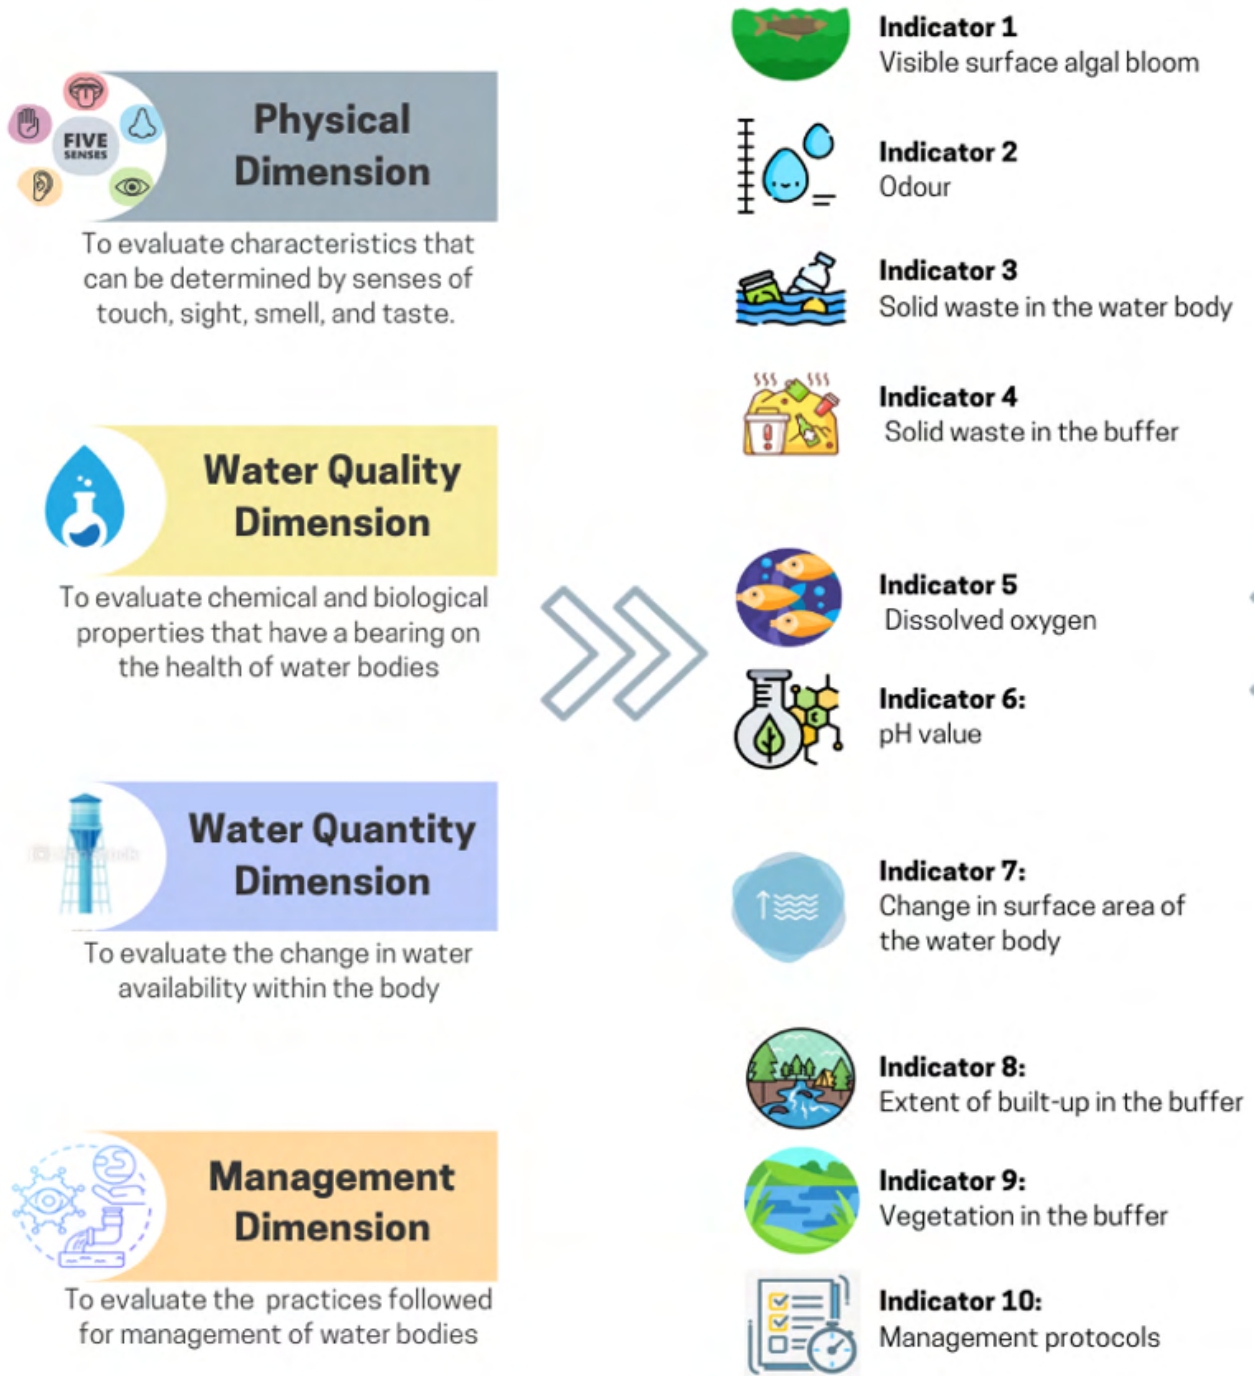 FIVE
SENSES
Physical
Dimension
To evaluate characteristics that
can be determined by senses of
touch, sight, smell, and taste.
Water Quality
Dimension
To evaluate chemical and biological
properties that have a bearing on
the health of water bodies
Water Quantity
Dimension
To evaluate the change in water
availability within the body
Management
Dimension
To evaluate the practices followed
for management of water bodies
Indicator 1
Visible surface algal bloom
Indicator 2
Odour
Indicator 3
Solid waste in the water body
Indicator 4
Solid waste in the buffer
Indicator 5
Dissolved oxygen
Indicator 6:
pH value
Indicator 7:
Change in surface area of
the water body
Indicator 8:
Extent of built-up in the buffer
Indicator 9:
Vegetation in the buffer
Indicator 10:
Management protocols